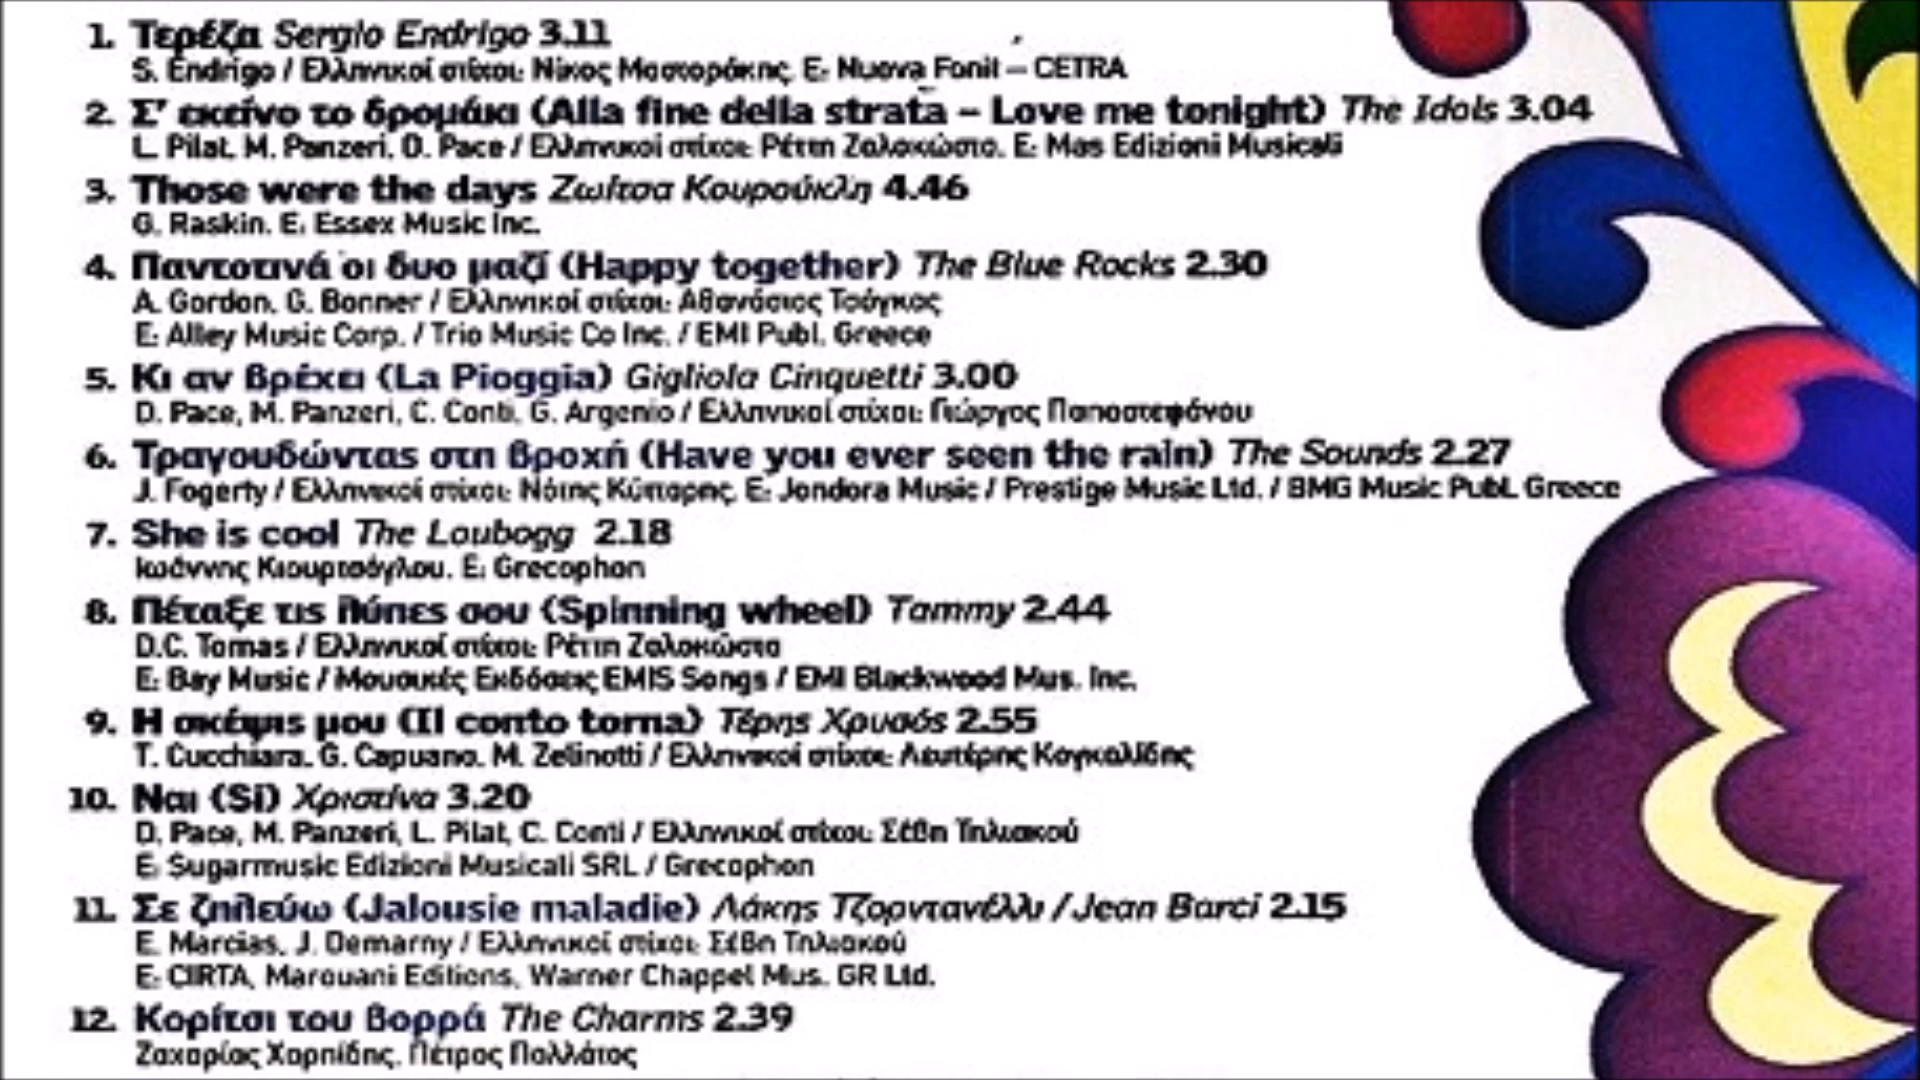 1. Τερέζα Sergio Endrigo 3.11
S. Endrigo / Ελληνικοί στίχοι: Νίκος Μαστοράκης. Ε: Nuova Fonit – CETRA
2. Σ' εκείνο το δρομάκι (Alla fine della strata – Love me tonight) The Idols 3.04
L. Pilat, M. Panzeri, D. Pace / Ελληνικοί στίχοι: Ρέττη Ζαλοκώστα. Ε: Mas Edizioni Musicali
3. Those were the days Ζωίτσα Κουρούκλη 4.46
G. Raskin. E: Essex Music Inc.
4. Παντοτινά οι δυο μαζί (Happy together) The Blue Rocks 2.30
A. Gordon, G. Bonner / Ελληνικοί στίχοι: Αθανάσιος Τσόγκας
E: Alley Music Corp. / Trio Music Co Inc. / EMI Publ. Greece
5. Κι αν βρέχει (La Pioggia) Gigliola Cinquetti 3.00
D. Pace, M. Panzeri, C. Conti, G. Argenio / Ελληνικοί στίχοι: Γιώργος Παπαστεφάνου
6. Τραγουδώντας στη βροχή (Have you ever seen the rain) The Sounds 2.27
J. Fogerty / Ελληνικοί στίχοι: Νότης Κύτταρης. Ε: Jondora Music / Prestige Music Ltd. / BMG Music Publ. Greece
7. She is cool The Loubogg 2.18
Ιωάννης Κιουρτσόγλου. Ε: Grecophon
8. Πέταξε τις λύπες σου (Spinning wheel) Tammy 2.44
D.C. Tomas / Ελληνικοί στίχοι: Ρέττη Ζαλοκώστα
E: Bay Music / Μουσικές Εκδόσεις EMIS Songs / EMI Blackwood Mus. Inc.
9. Η σκέψις μου (Il conto torna) Τέρης Χρυσός 2.55
T. Cucchiara, G. Capuano, M. Zelinotti / Ελληνικοί στίχοι: Λευτέρης Κογκαλίδης
10. Ναι (Si) Χριστίνα 3.20
D. Pace, M. Panzeri, L. Pilat, C. Conti / Ελληνικοί στίχοι: Σέβη Τηλιακού
E: Sugarmusic Edizioni Musicali SRL / Grecophon
11. Σε ζηλεύω (Jalousie maladie) Λάκης Τζορντανέλλι / Jean Barci 2.15
E. Marcias, J. Demarny / Ελληνικοί στίχοι: Σέβη Τηλιακού
E: CIRTA, Marouani Editions, Warner Chappel Mus. GR Ltd.
12. Κορίτσι του βορρά The Charms 2.39
Ζαχαρίας Χαρπίδης, Πέτρος Πολλάτος